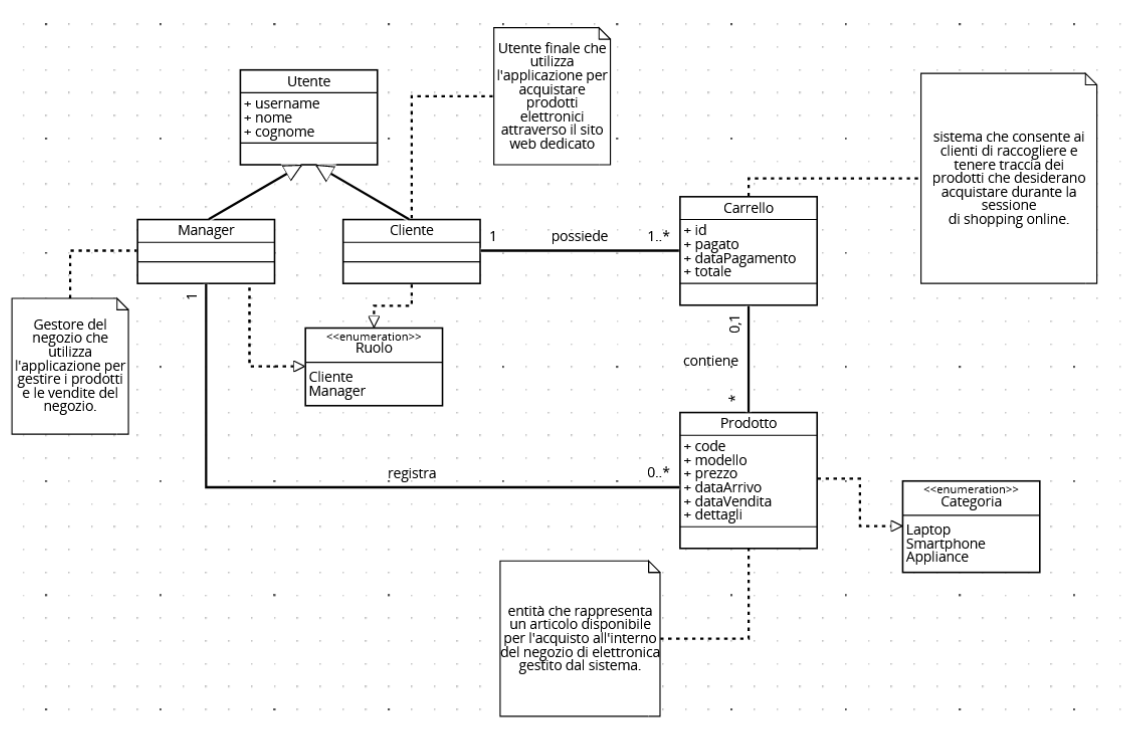 Utente
+ username
+ nome
+ cognome
Utente finale che
utilizza
l'applicazione per
acquistare
prodotti
elettronici
attraverso il sito
web dedicato
sistema che consente ai
clienti di raccogliere e
tenere traccia dei
prodotti che desiderano
acquistare durante la
sessione
di shopping online.
Manager
Cliente
1
possiede
1..*
Carrello
+ id
+ pagato
+ dataPagamento
+ totale
Gestore del
negozio che
utilizza
l'applicazione per
gestire i prodotti
e le vendite del
negozio.
1
<<enumeration>>
Ruolo
Cliente
Manager
0,1
contiene
*
Prodotto
+ code
+ modello
+ prezzo
+ dataArrivo
+ dataVendita
+ dettagli
registra
0..*
<<enumeration>>
Categoria
Laptop
Smartphone
Appliance
entità che rappresenta
un articolo disponibile
per l'acquisto all'interno
del negozio di elettronica
gestito dal sistema.